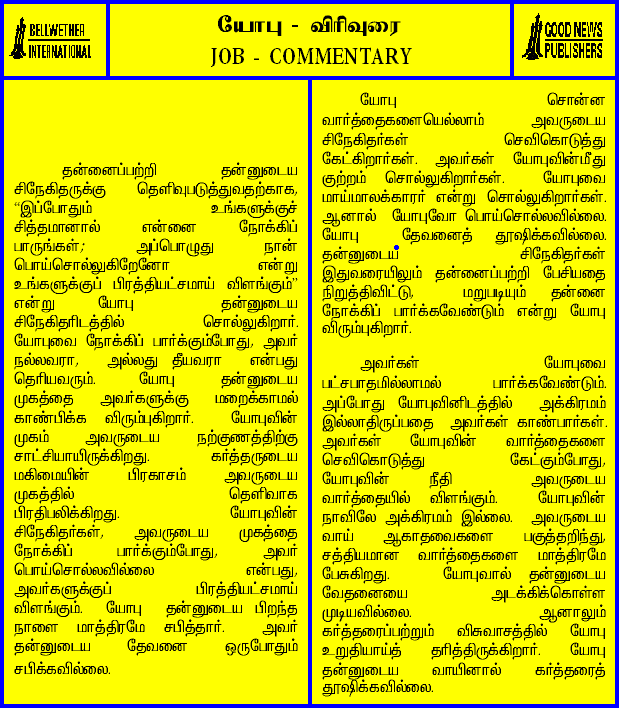 BELLWETHER
INTERNATIONAL
யோபு - விரிவுரை
JOB - COMMENTARY
GOOD NEWS
PUBLISHERS
தன்னைப்பற்றி தன்னுடைய
சிநேகிதருக்கு தெளிவுபடுத்துவதற்காக,
“இப்போதும் உங்களுக்குச்
சித்தமானால் என்னை நோக்கிப்
பாருங்கள்; அப்பொழுது நான்
பொய்சொல்லுகிறேனோ என்று
உங்களுக்குப் பிரத்தியட்சமாய் விளங்கும்”
என்று யோபு தன்னுடைய
சிநேகிதரிடத்தில் சொல்லுகிறார்.
யோபுவை நோக்கிப் பார்க்கும்போது, அவர்
நல்லவரா, அல்லது தீயவரா என்பது
தெரியவரும். யோபு தன்னுடைய
முகத்தை அவர்களுக்கு மறைக்காமல்
காண்பிக்க விரும்புகிறார். யோபுவின்
முகம் அவருடைய நற்குணத்திற்கு
சாட்சியாயிருக்கிறது. கர்த்தருடைய
மகிமையின் பிரகாசம் அவருடைய
முகத்தில் தெளிவாக
பிரதிபலிக்கிறது. யோபுவின்
சிநேகிதர்கள், அவருடைய முகத்தை
நோக்கிப் பார்க்கும்போது, அவர்
பொய்சொல்லவில்லை என்பது,
அவர்களுக்குப் பிரத்தியட்சமாய்
விளங்கும். யோபு தன்னுடைய பிறந்த
நாளை மாத்திரமே சபித்தார். அவர்
தன்னுடைய தேவனை ஒருபோதும்
சபிக்கவில்லை.
யோபு சொன்ன
வார்த்தைகளையெல்லாம் அவருடைய
சிநேகிதர்கள் செவிகொடுத்து
கேட்கிறார்கள். அவர்கள் யோபுவின்மீது
குற்றம் சொல்லுகிறார்கள். யோபுவை
மாய்மாலக்காரர் என்று சொல்லுகிறார்கள்.
ஆனால் யோபுவோ பொய்சொல்லவில்லை.
யோபு தேவனைத் தூஷிக்கவில்லை.
தன்னுடைய சிநேகிதர்கள்
இதுவரையிலும் தன்னைப்பற்றி பேசியதை
நிறுத்திவிட்டு, மறுபடியும் தன்னை
நோக்கிப் பார்க்கவேண்டும் என்று யோபு
விரும்புகிறார்.
அவர்கள் யோபுவை
பட்சபாதமில்லாமல் பார்க்கவேண்டும்.
அப்போது யோபுவினிடத்தில் அக்கிரமம்
இல்லாதிருப்பதை அவர்கள் காண்பார்கள்.
அவர்கள் யோபுவின் வார்த்தைகளை
செவிகொடுத்து கேட்கும்போது,
யோபுவின் நீதி அவருடைய
வார்த்தையில் விளங்கும். யோபுவின்
நாவிலே அக்கிரமம் இல்லை. அவருடைய
வாய் ஆகாதவைகளை பகுத்தறிந்து,
சத்தியமான வார்த்தைகளை மாத்திரமே
பேசுகிறது. யோபுவால் தன்னுடைய
வேதனையை அடக்கிக்கொள்ள
முடியவில்லை. ஆனாலும்
கர்த்தரைப்பற்றும் விசுவாசத்தில் யோபு
உறுதியாய்த் தரித்திருக்கிறார். யோபு
தன்னுடைய வாயினால் கர்த்தரைத்
தூஷிக்கவில்லை.